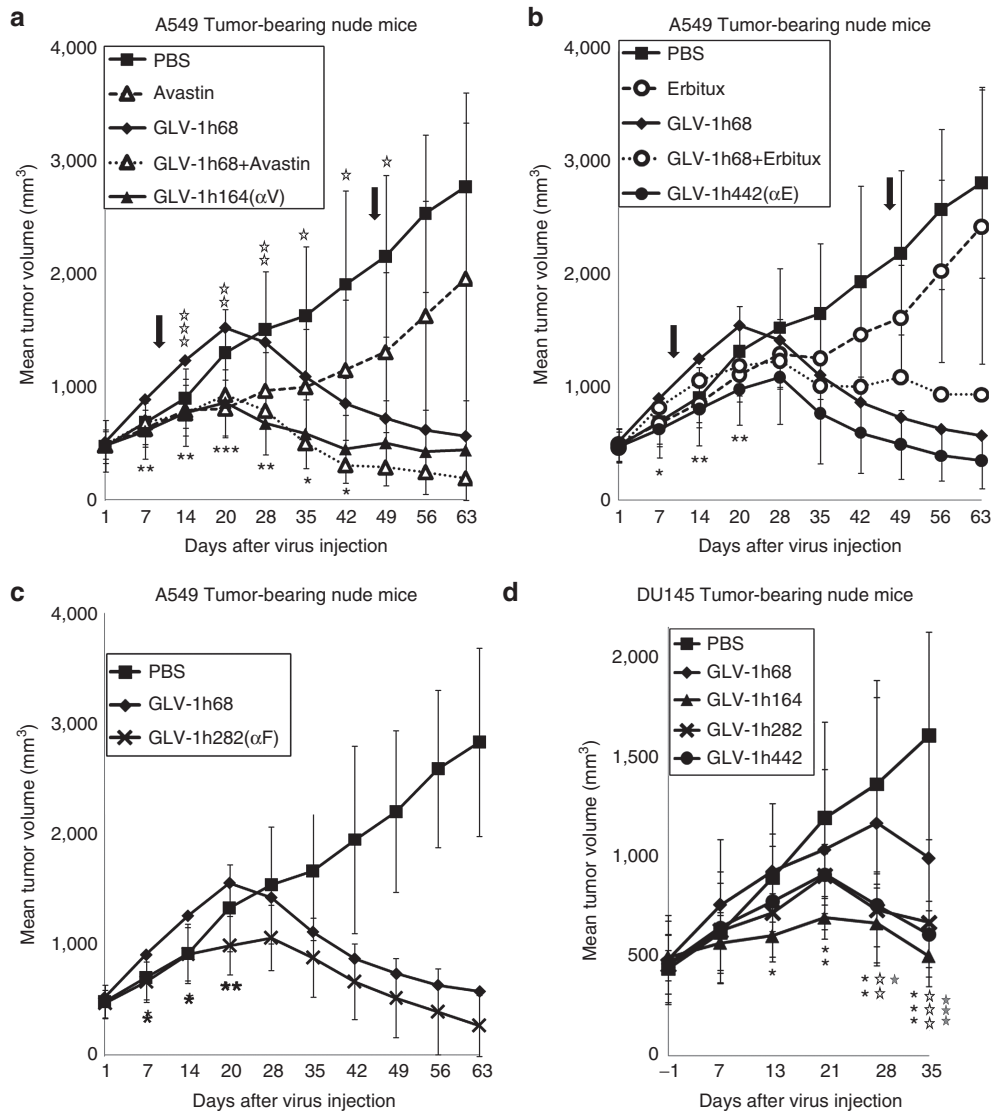 a
A549 Tumor-bearing nude mice
4,000
3,000
2,000
1,000
0
Mean tumor volume (mm³)
PBS
Avastin
GLV-1h68
GLV-1h68+Avastin
GLV-1h164(αV)
☆☆☆
☆☆
☆☆
☆
☆
☆
**
**
***
**
*
*
1 7 14 20 28 35 42 49 56 63
Days after virus injection
b
A549 Tumor-bearing nude mice
4,000
3,000
2,000
1,000
0
Mean tumor volume (mm³)
PBS
Erbitux
GLV-1h68
GLV-1h68+Erbitux
GLV-1h442(αE)
*
**
**
1 7 14 20 28 35 42 49 56 63
Days after virus injection
c
A549 Tumor-bearing nude mice
4,000
3,000
2,000
1,000
0
Mean tumor volume (mm³)
PBS
GLV-1h68
GLV-1h282(αF)
*
*
**
1 7 14 20 28 35 42 49 56 63
Days after virus injection
d
DU145 Tumor-bearing nude mice
2,000
1,500
1,000
500
0
Mean tumor volume (mm³)
PBS
GLV-1h68
GLV-1h164
GLV-1h282
GLV-1h442
*
**
** ☆☆ ★
*** ☆☆☆ ★★★
−1 7 13 21 28 35
Days after virus injection